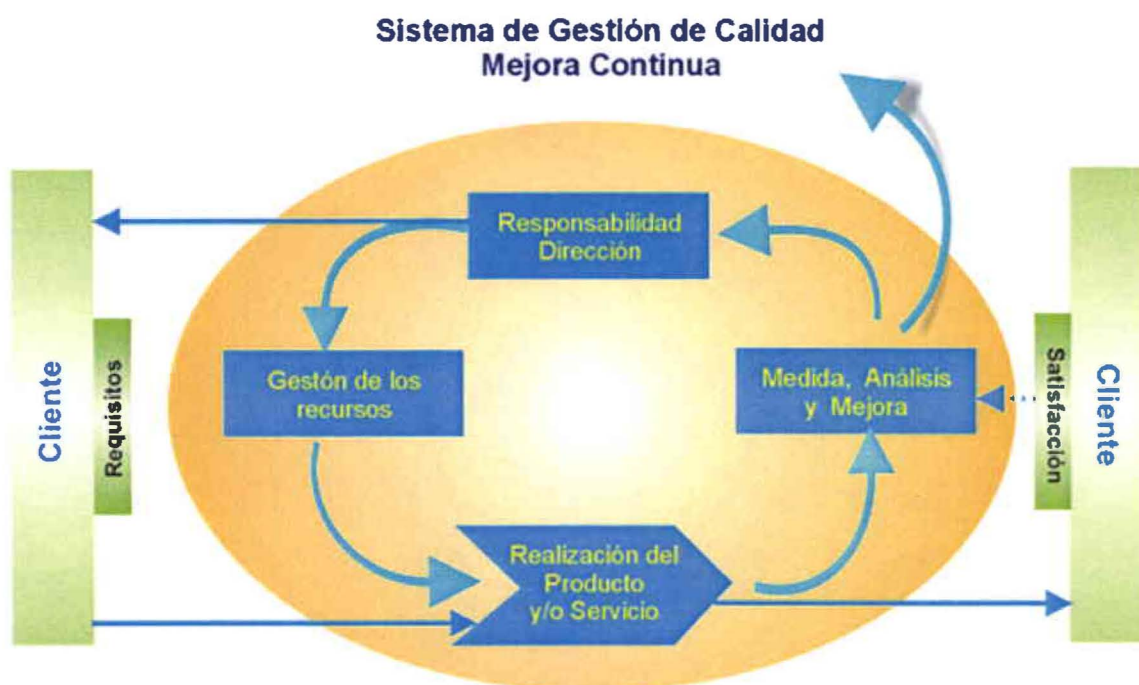 Sistema de Gestión de Calidad
Mejora Continua
Responsabilidad
Dirección
Cliente
Requisitos
Gestón de los
recursos
Medida, Análisis
y Mejora
Satisfacción
Cliente
Realización del
Producto
y/o Servicio